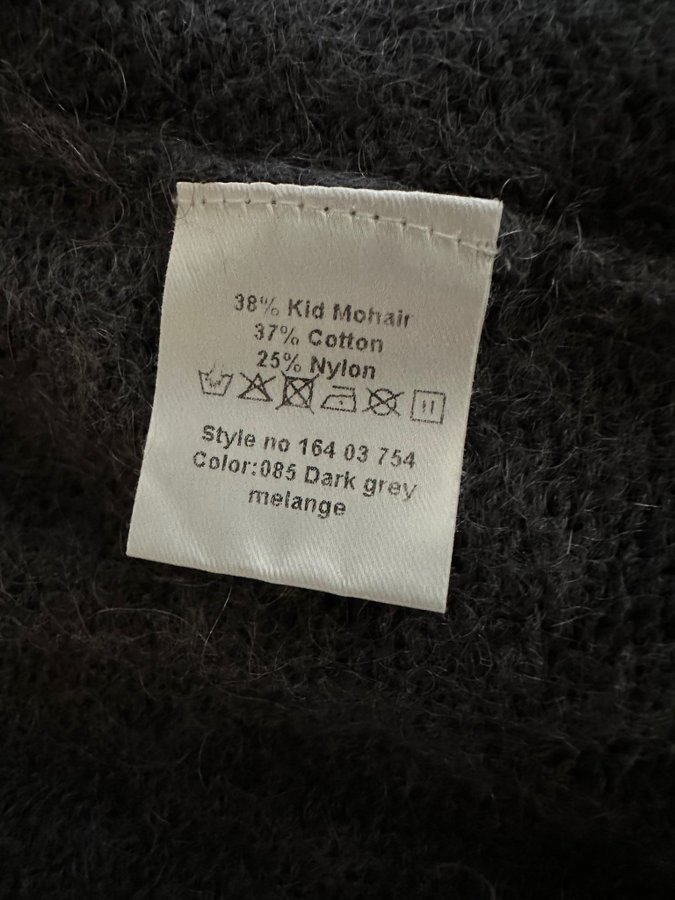 38% Kid Mohair
37% Cotton
25% Nylon
Style no 164 03 754
Color:085 Dark grey
melange